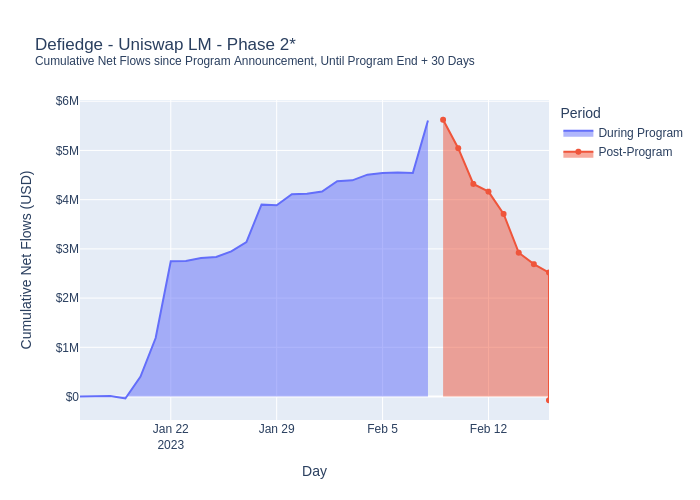 Defiedge - Uniswap LM - Phase 2*
Cumulative Net Flows since Program Announcement, Until Program End + 30 Days
Period
During Program
Post-Program
Cumulative Net Flows (USD)
$6M
$5M
$4M
$3M
$2M
$1M
$0
Jan 22
2023
Jan 29
Feb 5
Feb 12
Day